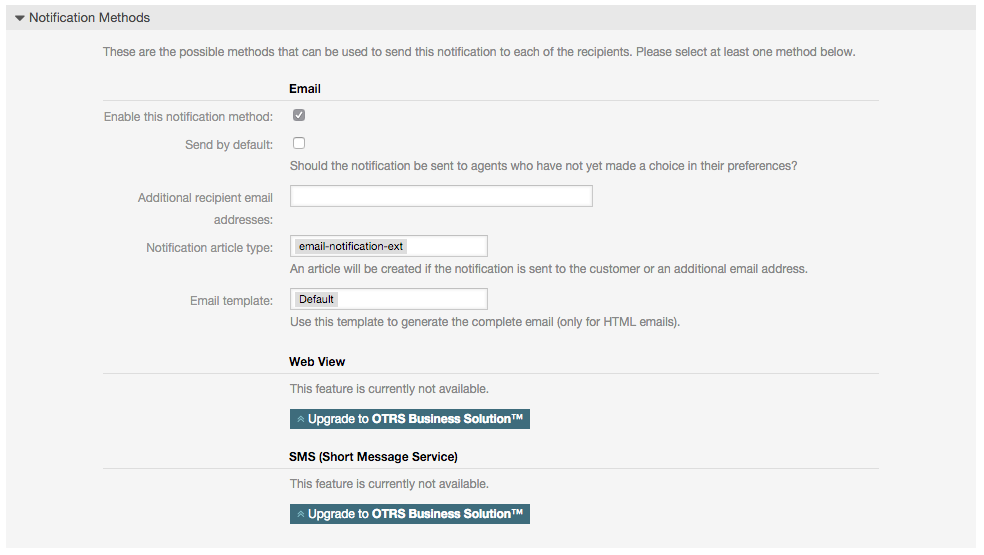 Notification Methods
These are the possible methods that can be used to send this notification to each of the recipients. Please select at least one method below.
Email
Enable this notification method:
Send by default:
Should the notification be sent to agents who have not yet made a choice in their preferences?
Additional recipient email
addresses:
Notification article type:
email-notification-ext
An article will be created if the notification is sent to the customer or an additional email address.
Email template:
Default
Use this template to generate the complete email (only for HTML emails).
Web View
This feature is currently not available.
Upgrade to OTRS Business Solution™
SMS (Short Message Service)
This feature is currently not available.
Upgrade to OTRS Business Solution™